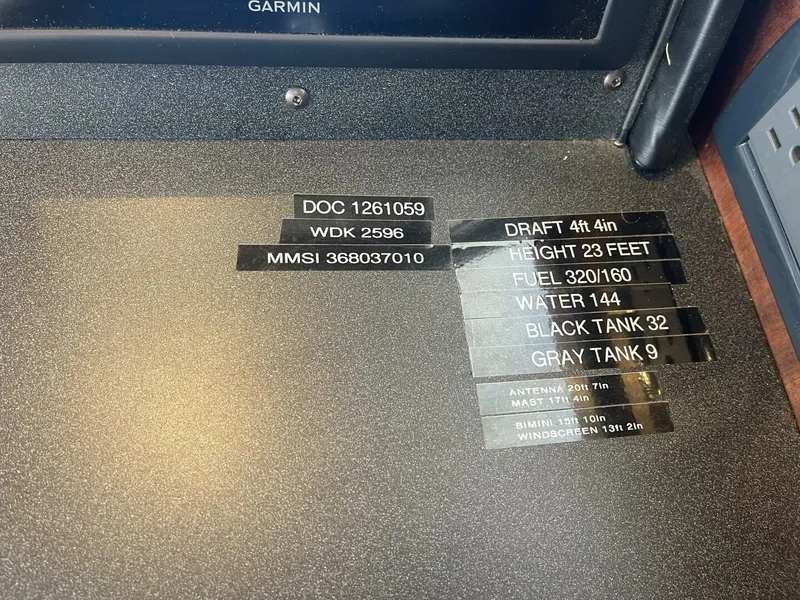 GARMIN
DOC 1261059
WDK 2596
MMSI 368037010
DRAFT 4ft 4in
HEIGHT 23 FEET
FUEL 320/160
WATER 144
BLACK TANK 32
GRAY TANK 9
ANTENNA 20ft 7in
MAST 17ft 4in
BIMINI 15ft 10in
WINDSCREEN 13ft 2in